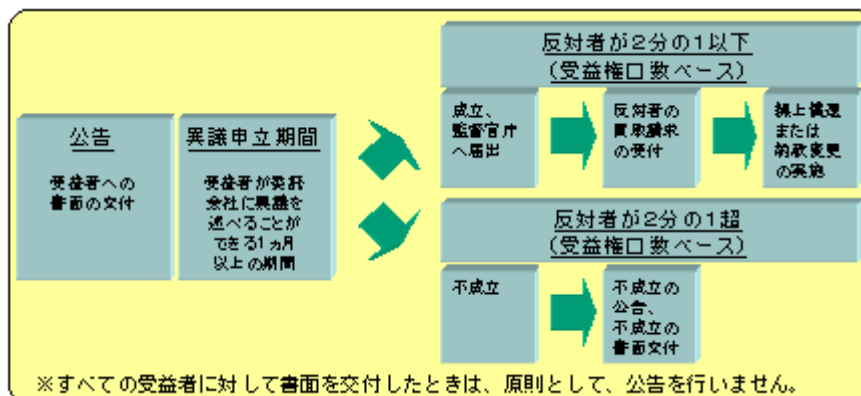 反対者が2分の1以下
(受益権口数ベース)
公告
受益者への
書面の交付
異議申立期間
受益者が委託
会社に異議を
述べることが
できる1ヵ月
以上の期間
成立、
監督官庁
へ届出
反対者の
買取請求
の受付
繰上償還
または
約款変更
の実施
反対者が2分の1超
(受益権口数ベース)
不成立
不成立の
公告、
不成立の
書面交付
※すべての受益者に対して書面を交付したときは、原則として、公告を行いません。